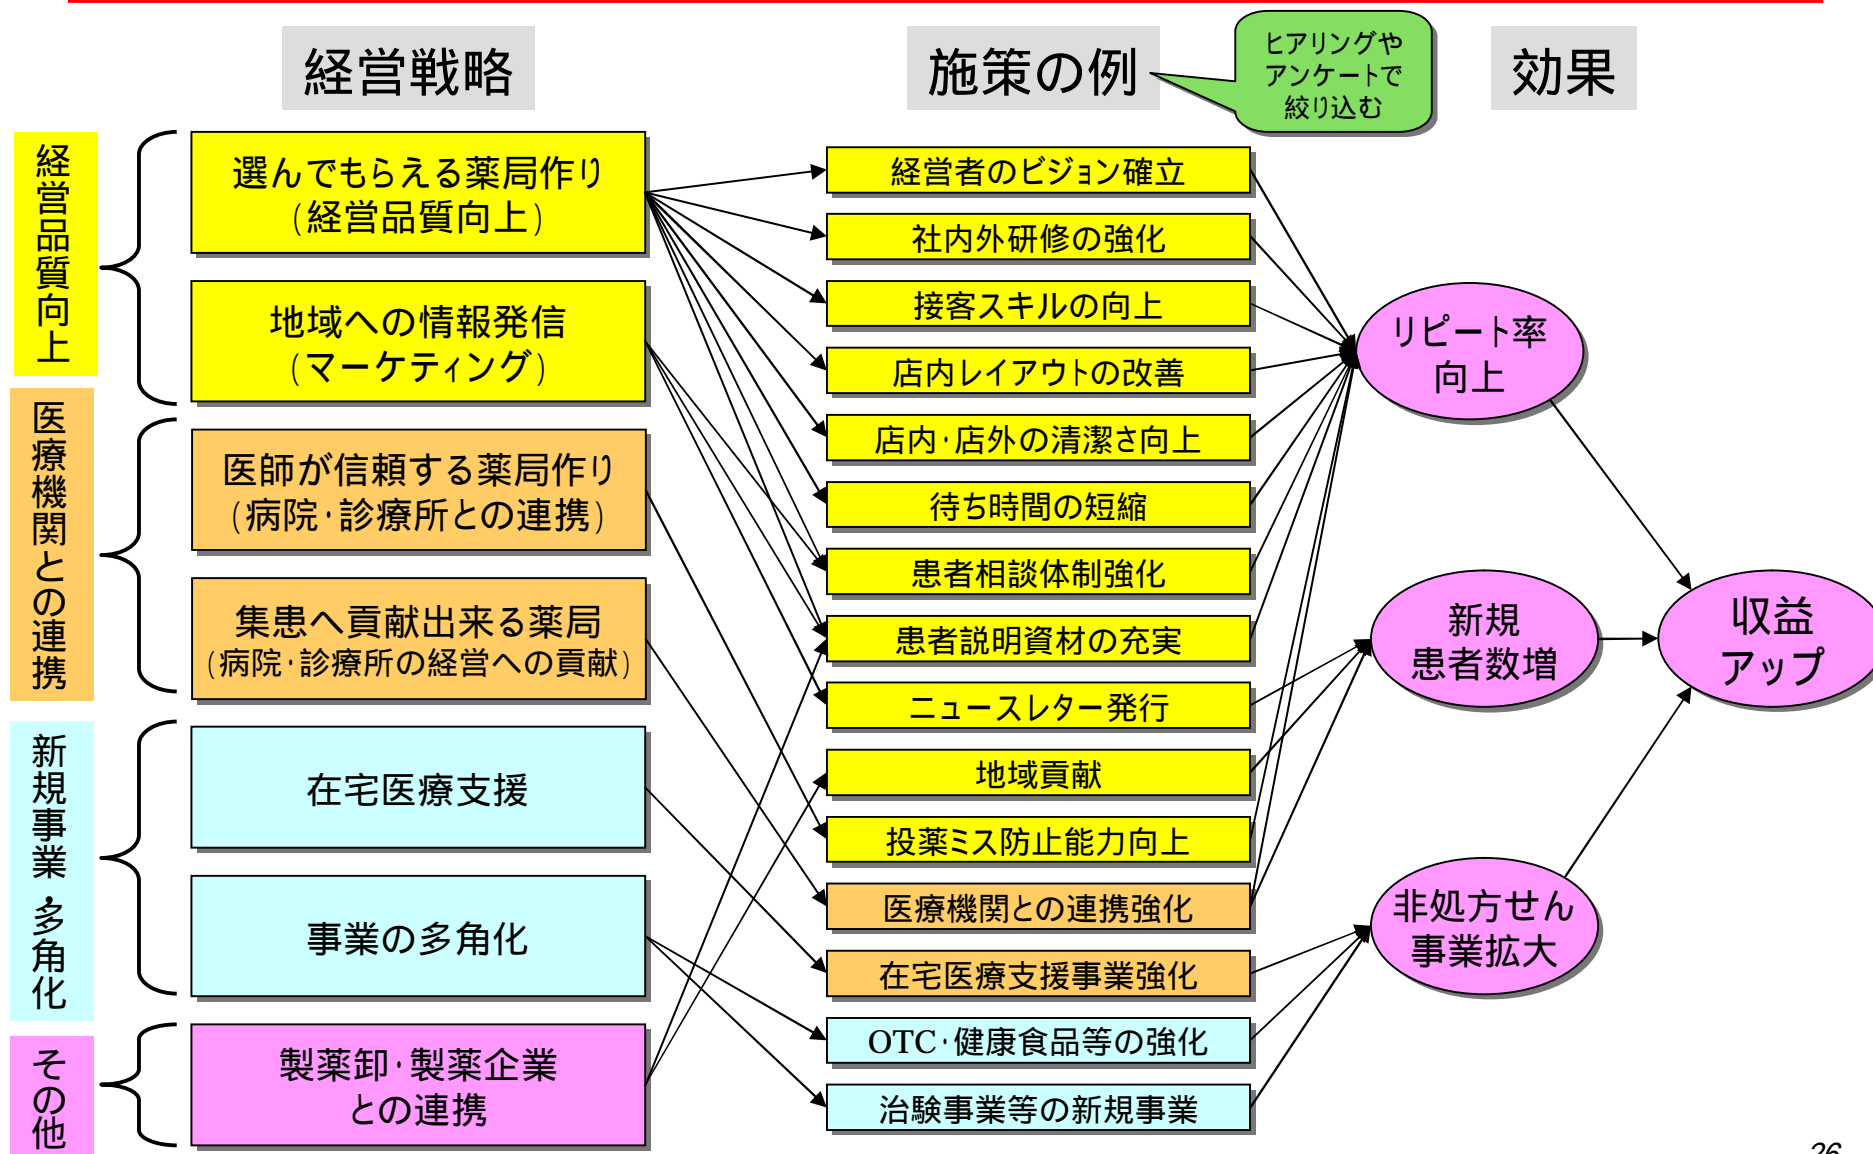 経営戦略
施策の例
ヒアリングや
アンケートで
絞り込む
効果
経営品質向上
選んでもらえる薬局作り
(経営品質向上)
地域への情報発信
(マーケティング)
医療機関との連携
医師が信頼する薬局作り
(病院・診療所との連携)
集患へ貢献出来る薬局
(病院・診療所の経営への貢献)
新規事業・多角化
在宅医療支援
事業の多角化
その他
製薬卸・製薬企業
との連携
経営者のビジョン確立
社内外研修の強化
接客スキルの向上
店内レイアウトの改善
店内・店外の清潔さ向上
待ち時間の短縮
患者相談体制強化
患者説明資材の充実
ニュースレター発行
地域貢献
投薬ミス防止能力向上
医療機関との連携強化
在宅医療支援事業強化
OTC・健康食品等の強化
治験事業等の新規事業
リピート率
向上
新規
患者数増
非処方せん
事業拡大
収益
アップ
26